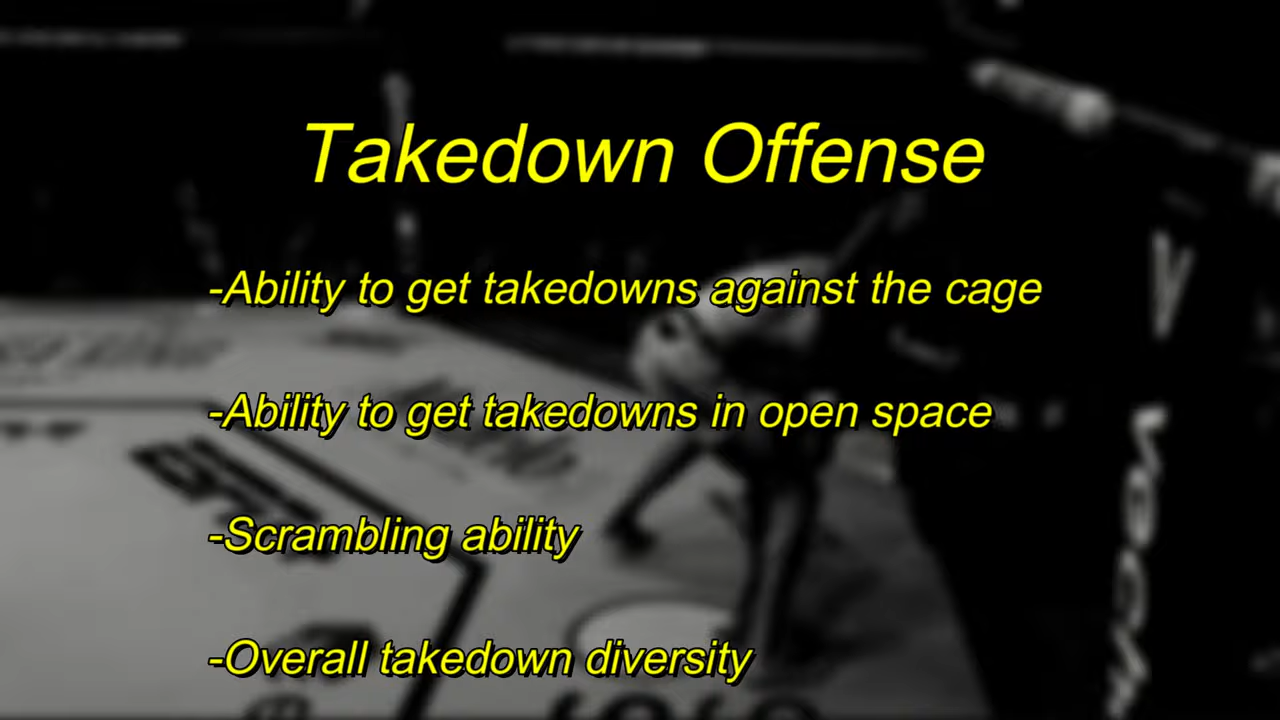 Takedown Offense
-Ability to get takedowns against the cage
-Ability to get takedowns in open space
-Scrambling ability
-Overall takedown diversity